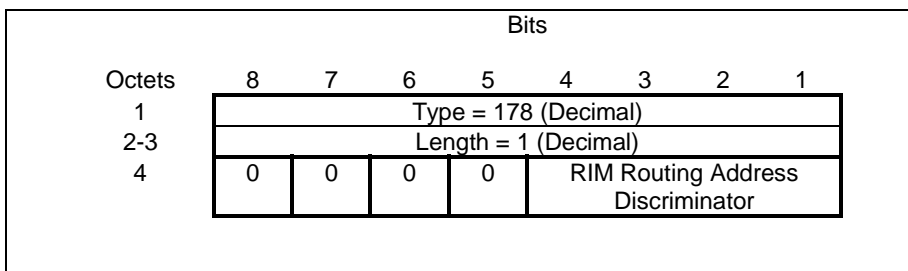 Bits
Octets 8 7 6 5 4 3 2 1
1 Type = 178 (Decimal)
2-3 Length = 1 (Decimal)
4 0 0 0 0 RIM Routing Address
Discriminator